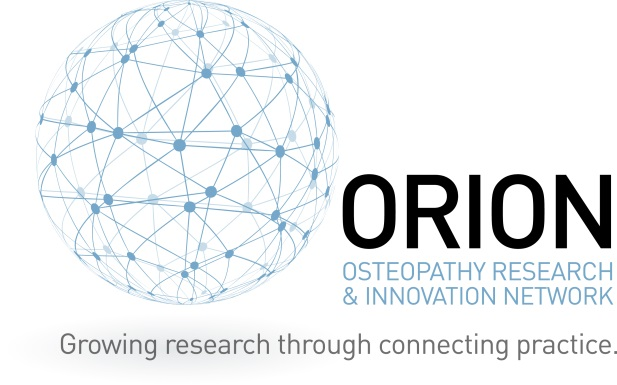 ORION
OSTEOPATHY RESEARCH
& INNOVATION NETWORK
Growing research through connecting practice.